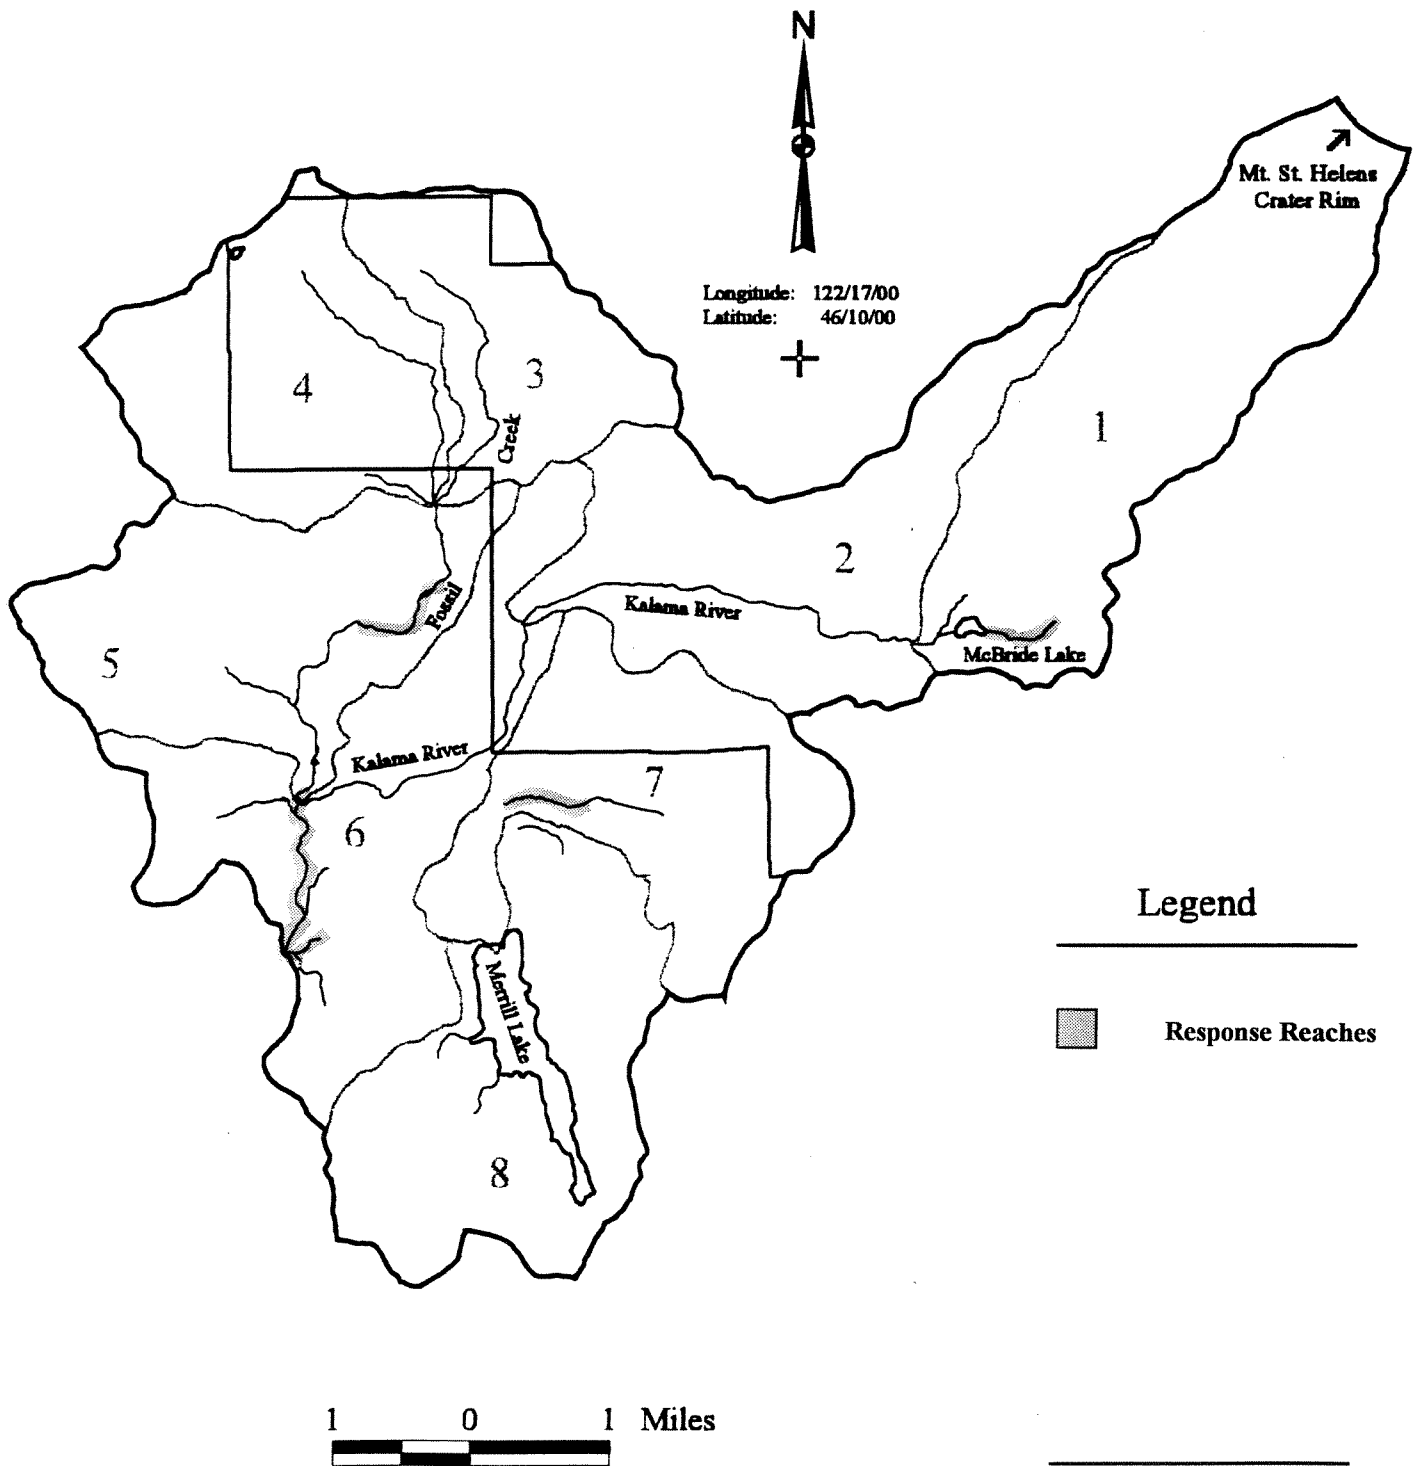 N
Mt. St. Helens
Crater Rim
Longitude: 122/17/00
Latitude: 46/10/00
4
3
1
Creek
2
Fossil
Kalama River
5
McBride Lake
Kalama River
7
6
Legend
Merrill Lake
Response Reaches
8
1 0 1 Miles